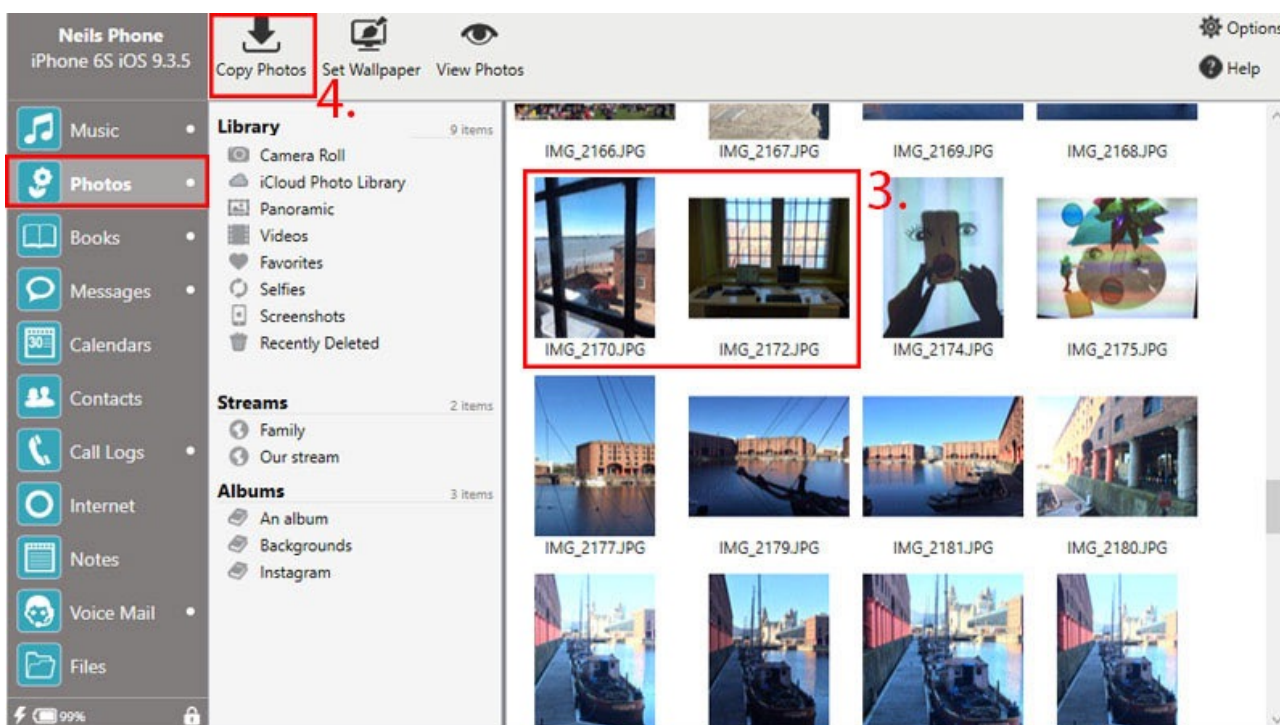 Neils Phone
iPhone 6S iOS 9.3.5
Copy Photos
Set Wallpaper
View Photos
Options
Help
4.
Music
Photos
Books
Messages
30
Calendars
Contacts
Call Logs
Internet
Notes
Voice Mail
Files
99%
Library 9 items
Camera Roll
iCloud Photo Library
Panoramic
Videos
Favorites
Selfies
Screenshots
Recently Deleted
Streams 2 items
Family
Our stream
Albums 3 items
An album
Backgrounds
Instagram
IMG_2166.JPG IMG_2167.JPG IMG_2169.JPG IMG_2168.JPG
3.
IMG_2170.JPG IMG_2172.JPG IMG_2174.JPG IMG_2175.JPG
IMG_2177.JPG IMG_2179.JPG IMG_2181.JPG IMG_2180.JPG